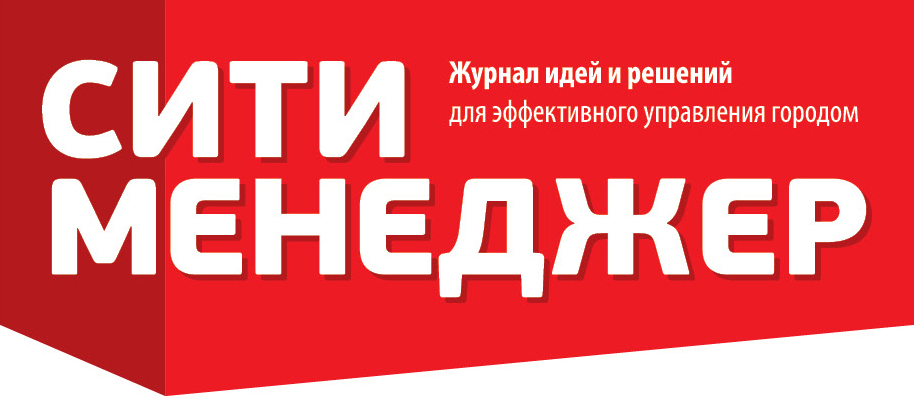 СИТИ
Журнал идей и решений
для эффективного управления городом
МЕНЕДЖЕР